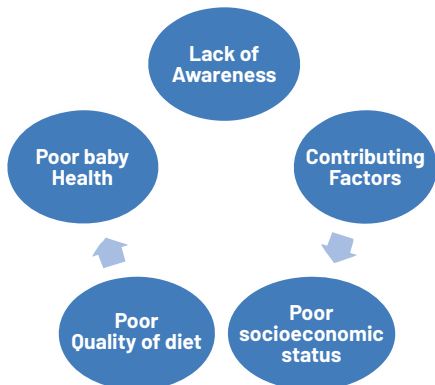 Lack of
Awareness
Contributing
Factors
Poor
socioeconomic
status
Poor
Quality of diet
Poor baby
Health